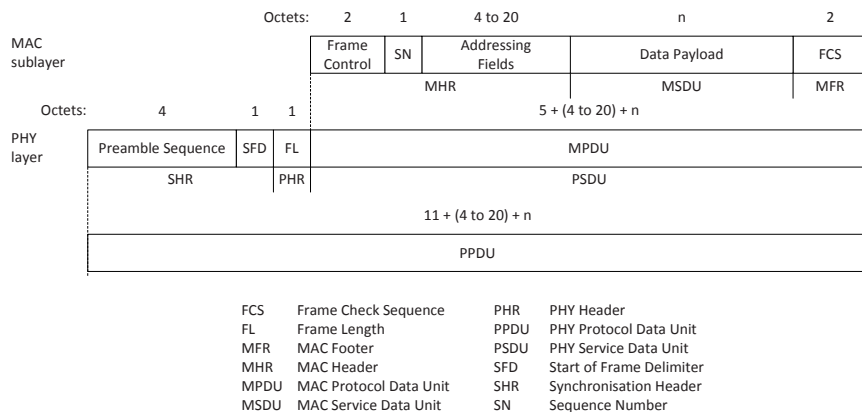 Octets: 2 1 4 to 20 n 2
MAC sublayer
Frame Control SN Addressing Fields Data Payload FCS
MHR MSDU MFR
Octets: 4 1 1 5 + (4 to 20) + n
PHY layer
Preamble Sequence SFD FL MPDU
SHR PHR PSDU
11 + (4 to 20) + n
PPDU
FCS Frame Check Sequence PHR PHY Header
FL Frame Length PPDU PHY Protocol Data Unit
MFR MAC Footer PSDU PHY Service Data Unit
MHR MAC Header SFD Start of Frame Delimiter
MPDU MAC Protocol Data Unit SHR Synchronisation Header
MSDU MAC Service Data Unit SN Sequence Number